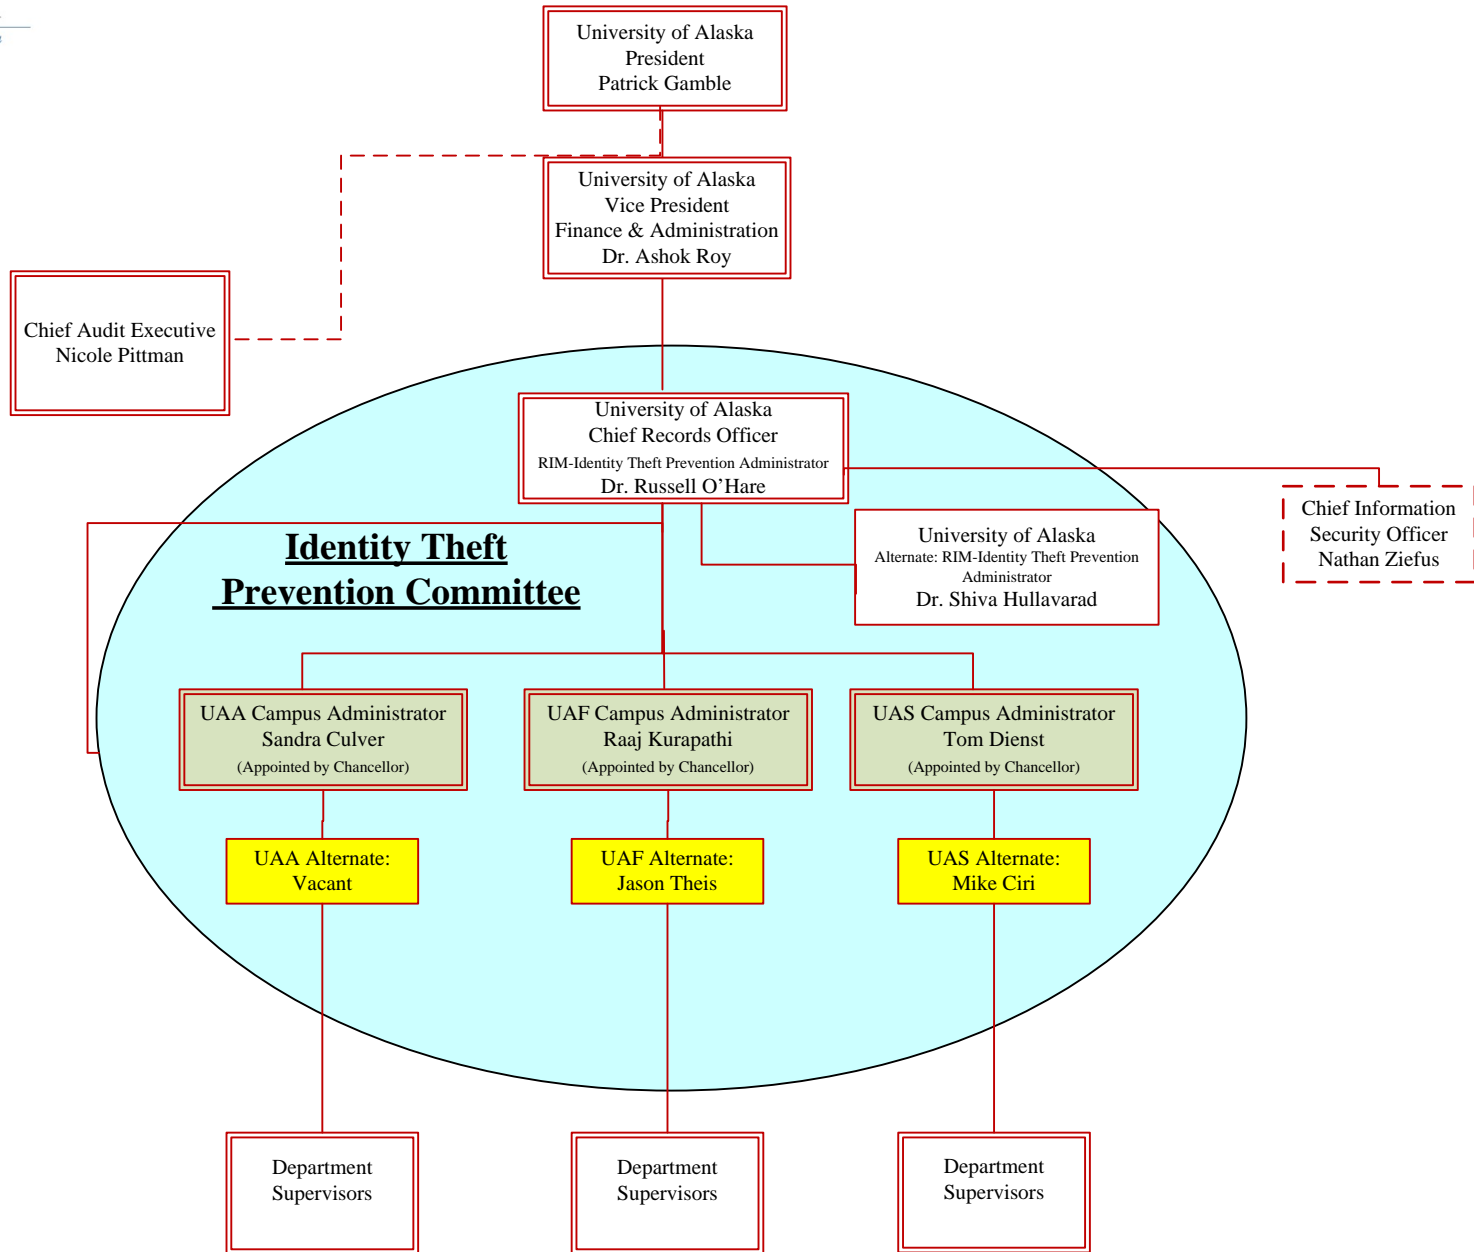 University of Alaska
President
Patrick Gamble
University of Alaska
Vice President
Finance & Administration
Dr. Ashok Roy
Chief Audit Executive
Nicole Pittman
University of Alaska
Chief Records Officer
RIM-Identity Theft Prevention Administrator
Dr. Russell O’Hare
Chief Information
Security Officer
Nathan Ziefus
University of Alaska
Alternate: RIM-Identity Theft Prevention
Administrator
Dr. Shiva Hullavarad
Identity Theft
Prevention Committee
UAA Campus Administrator
Sandra Culver
(Appointed by Chancellor)
UAF Campus Administrator
Raaj Kurapathi
(Appointed by Chancellor)
UAS Campus Administrator
Tom Dienst
(Appointed by Chancellor)
UAA Alternate:
Vacant
UAF Alternate:
Jason Theis
UAS Alternate:
Mike Ciri
Department
Supervisors
Department
Supervisors
Department
Supervisors